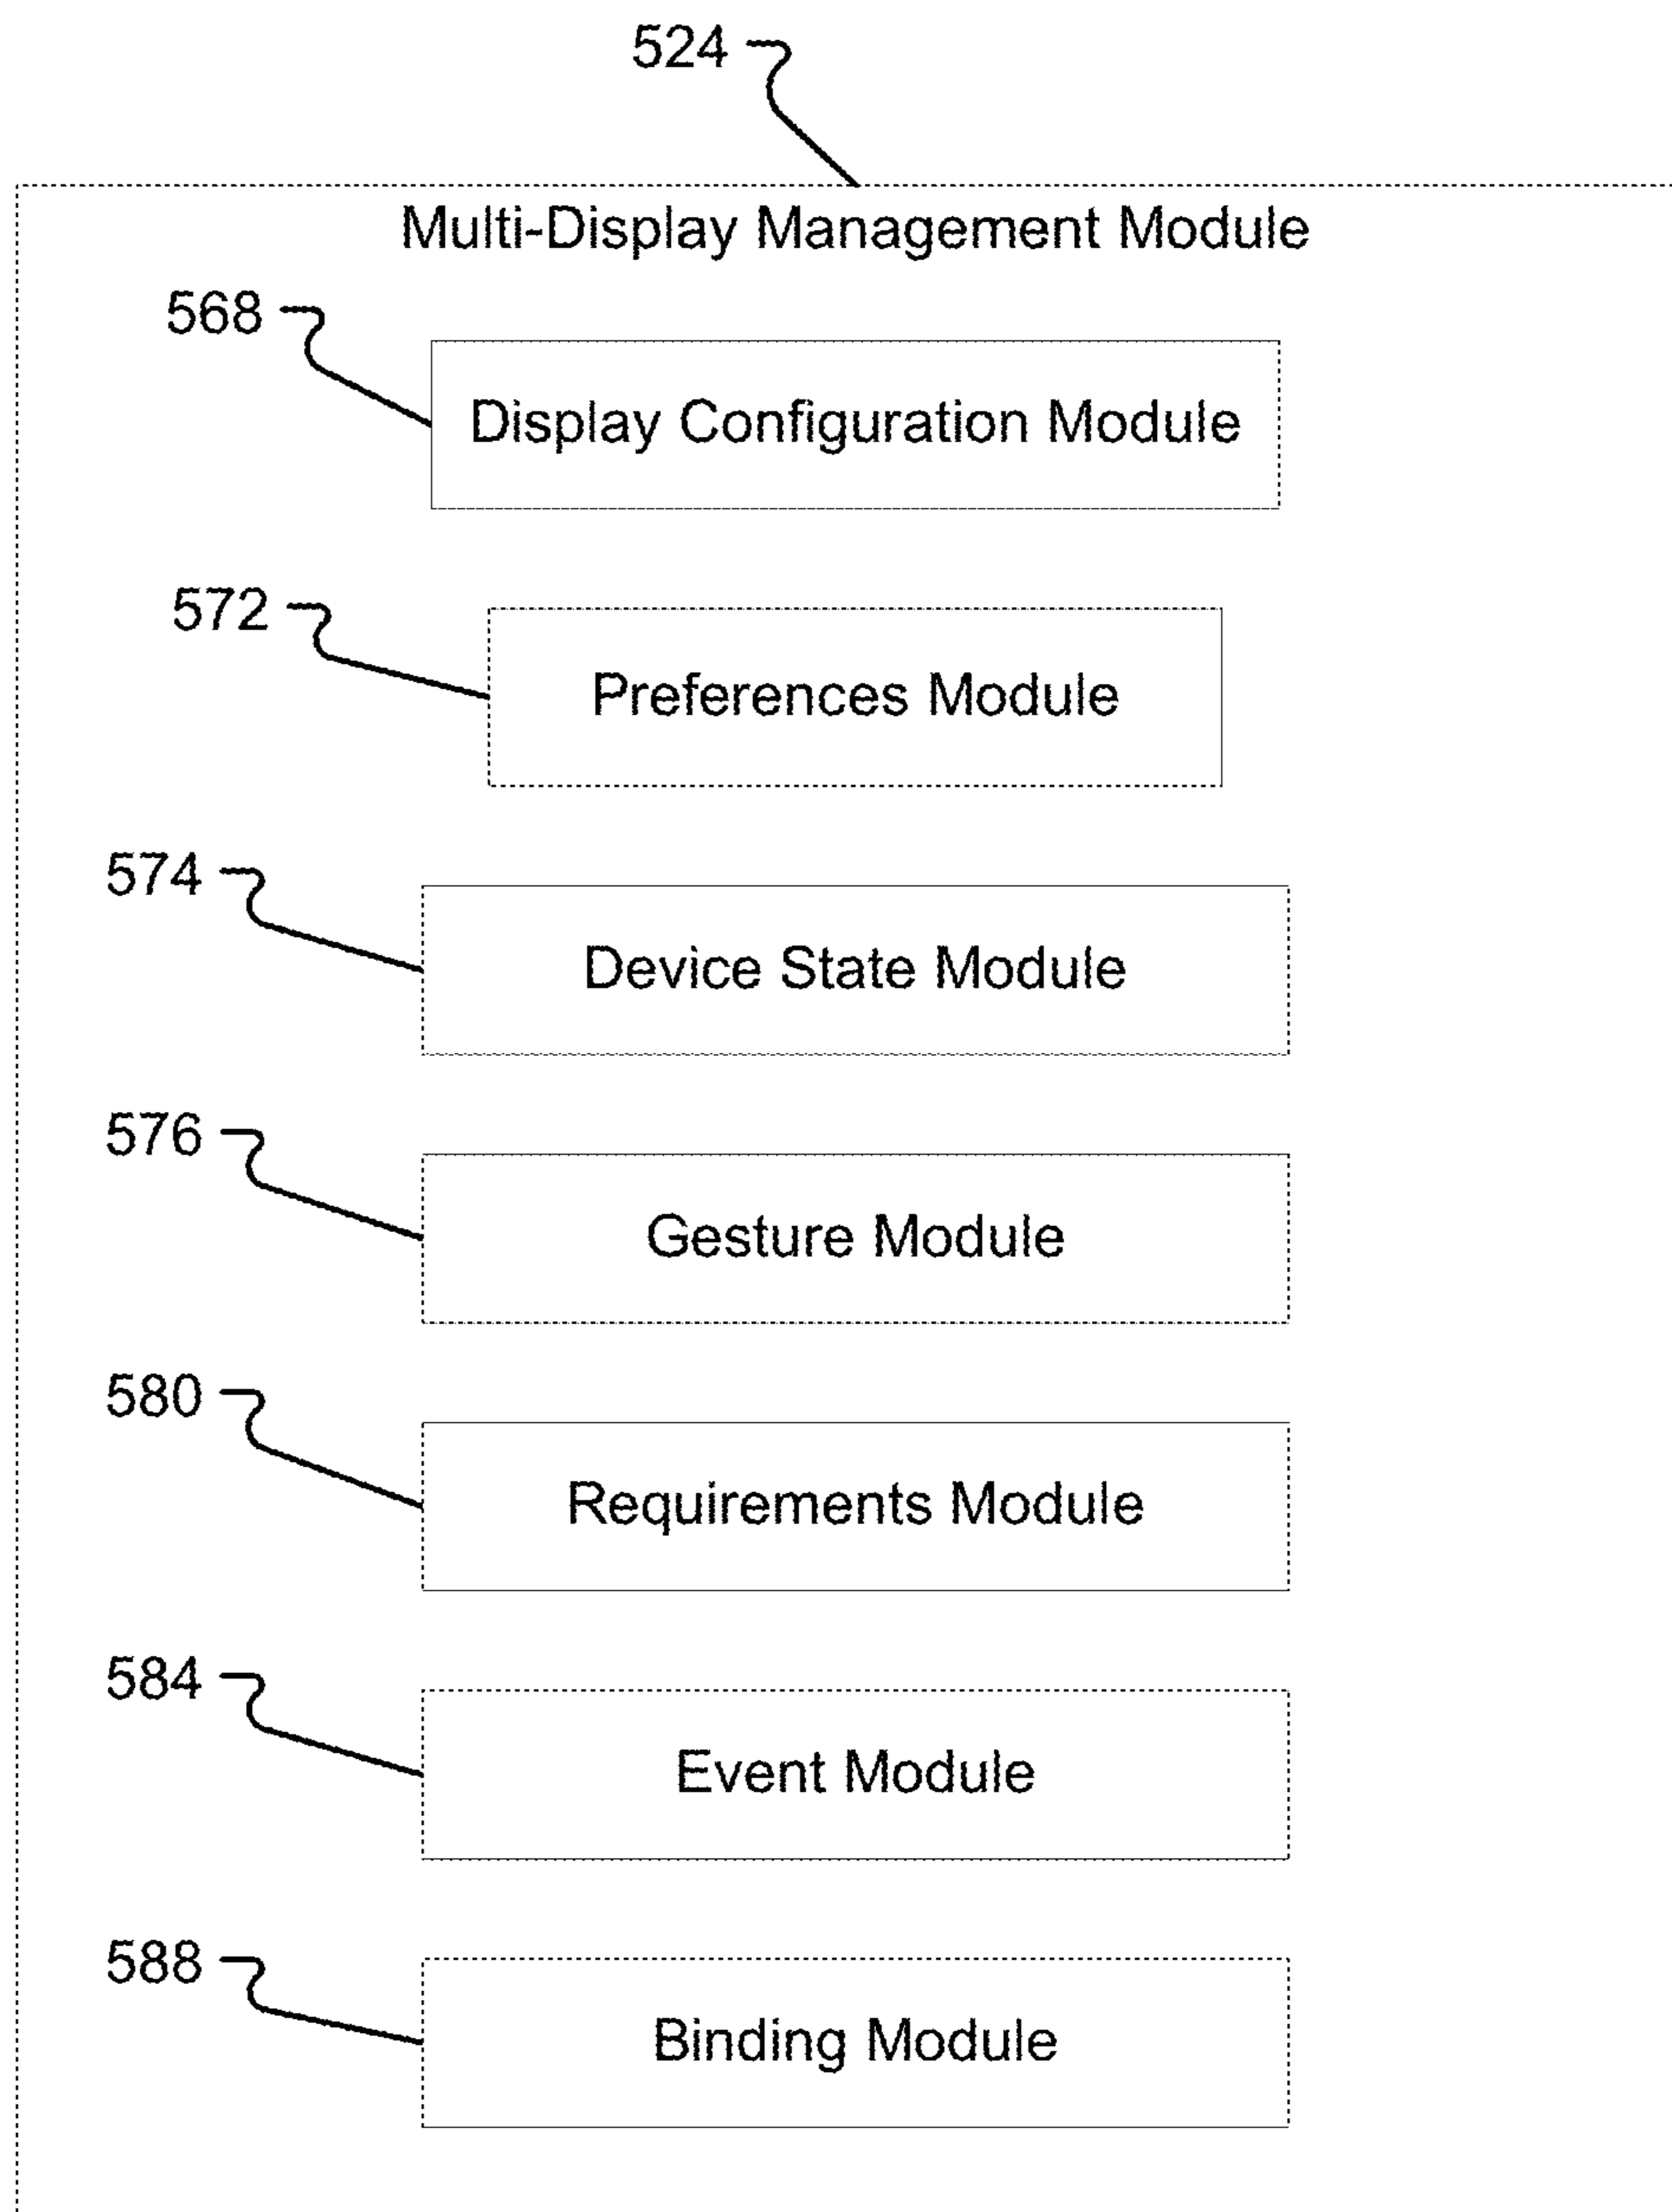 524
Multi-Display Management Module
568
Display Configuration Module
572
Preferences Module
574
Device State Module
576
Gesture Module
580
Requirements Module
584
Event Module
588
Binding Module